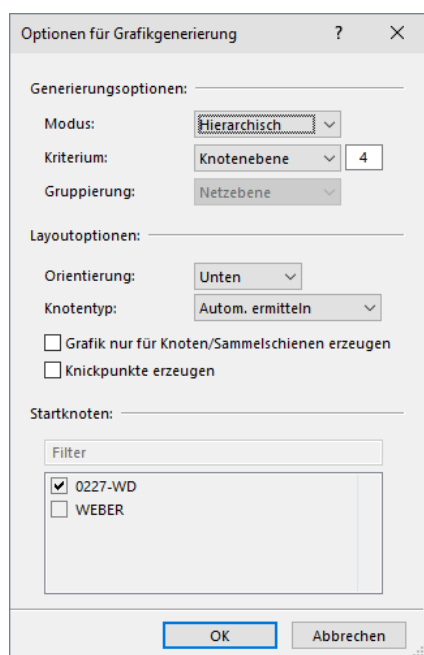 Optionen für Grafikgenerierung ? ×
Generierungsoptionen:
Modus: Hierarchisch
Kriterium: Knotenebene 4
Gruppierung: Netzebene
Layoutoptionen:
Orientierung: Unten
Knotentyp: Autom. ermitteln
Grafik nur für Knoten/Sammelschienen erzeugen
Knickpunkte erzeugen
Startknoten:
Filter
0227-WD
WEBER
OK Abbrechen